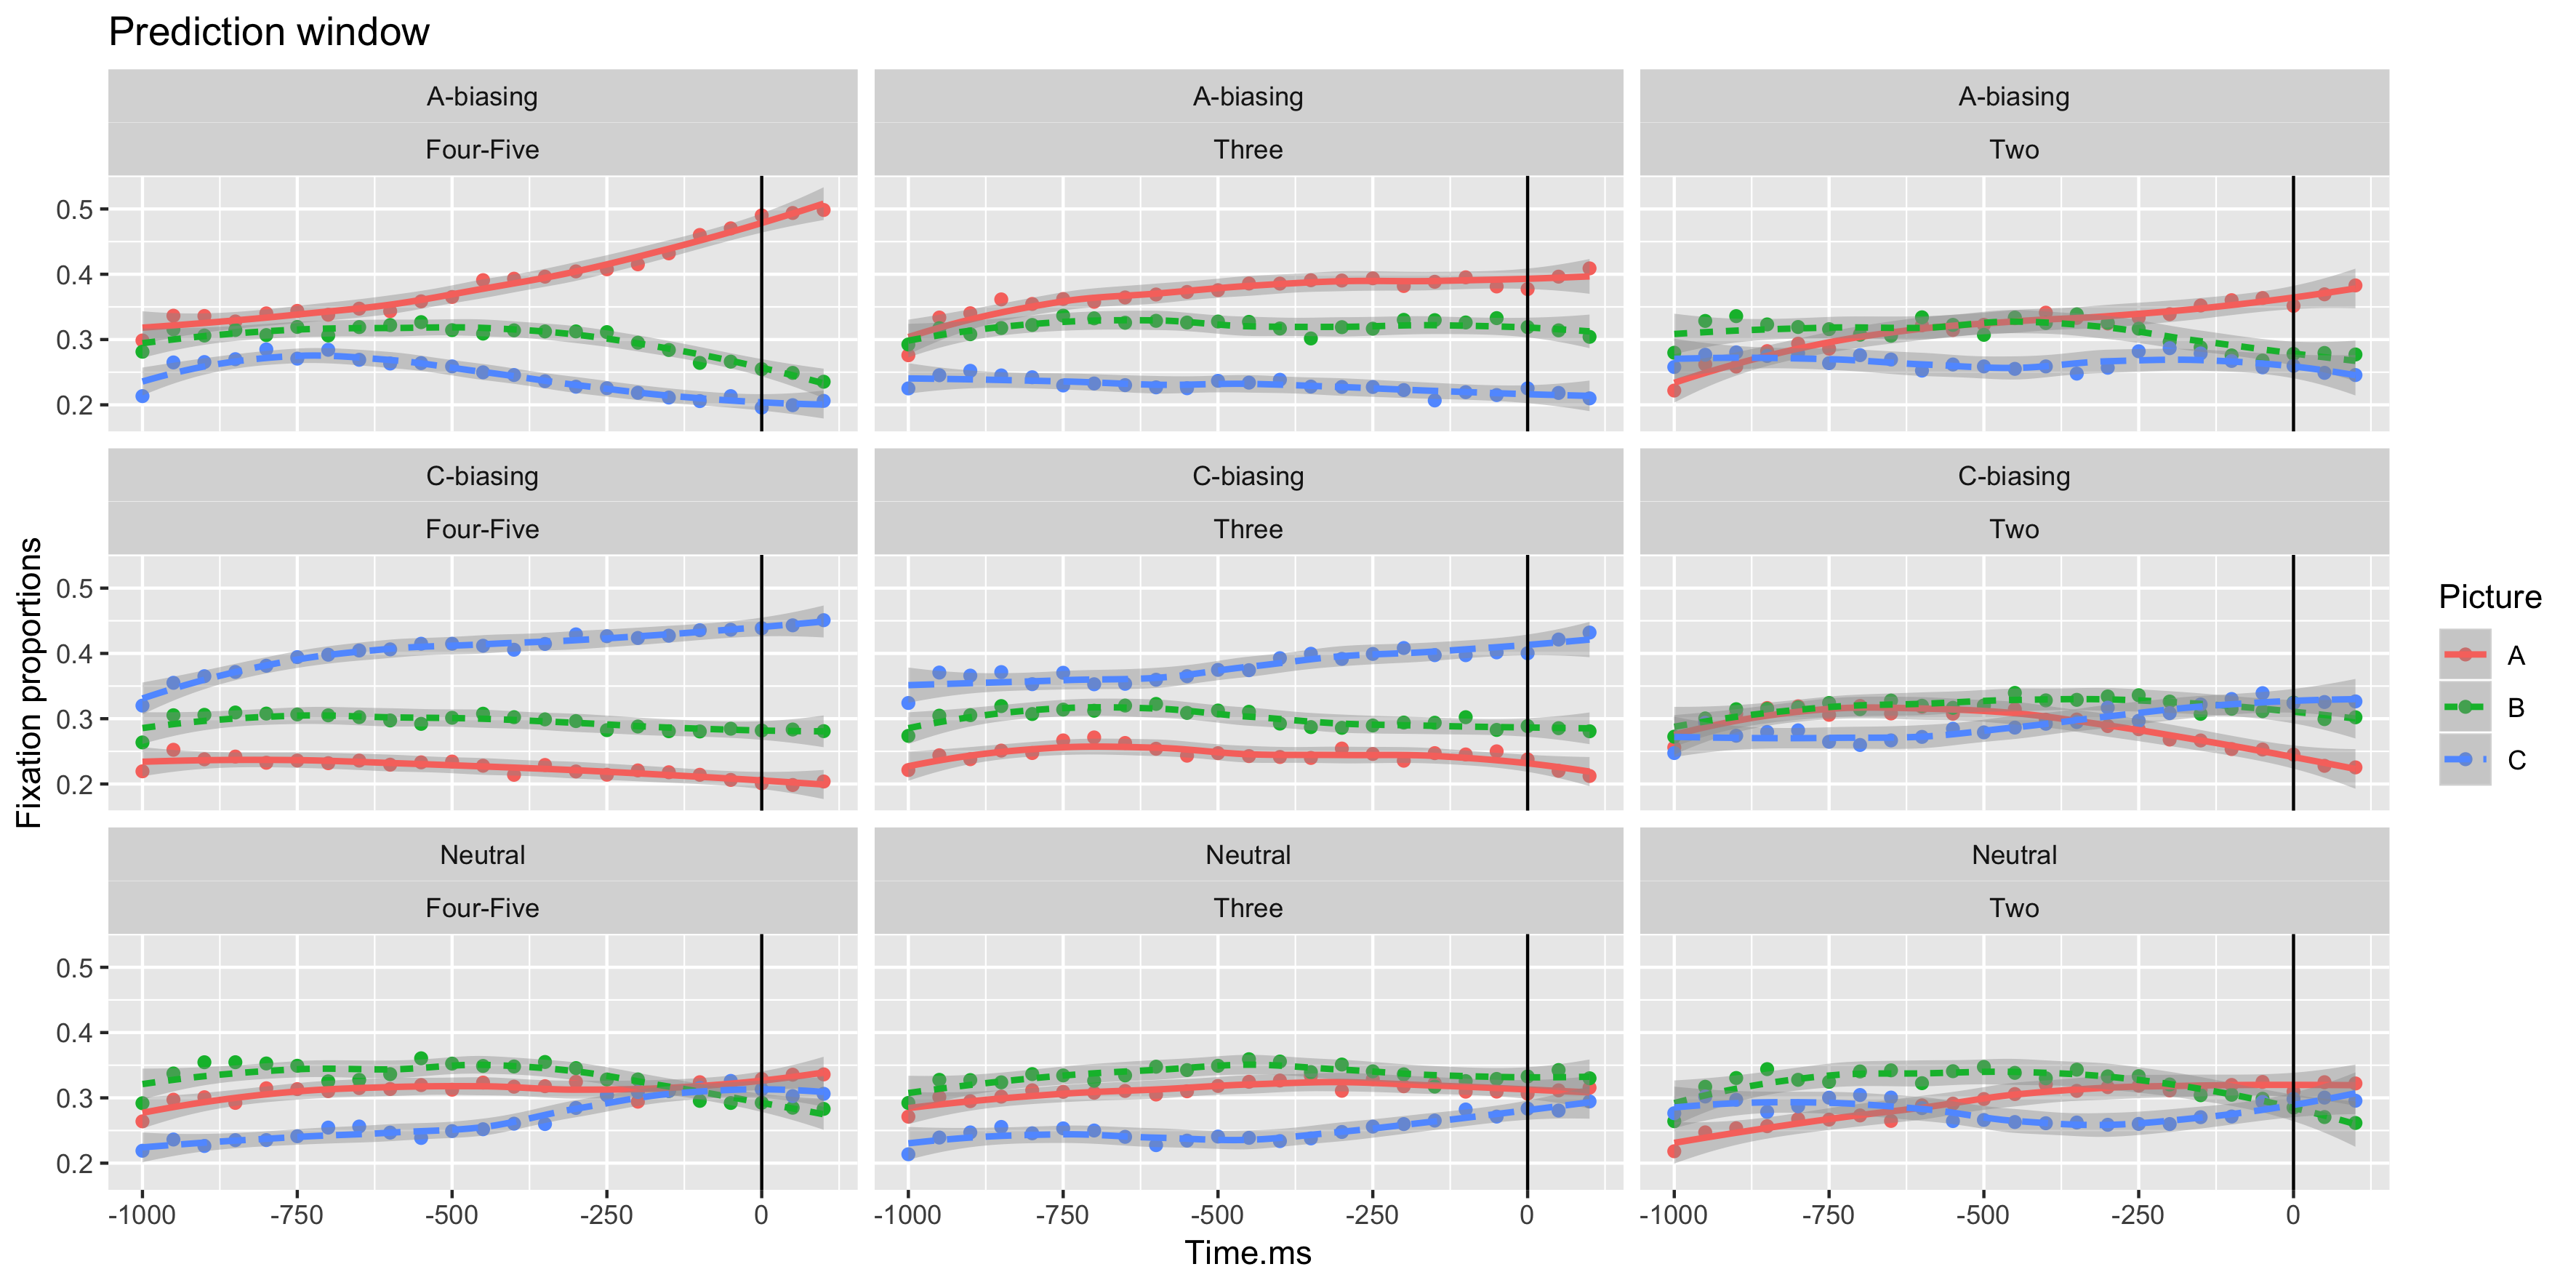 Prediction window
A-biasing
A-biasing
A-biasing
Four-Five
Three
Two
0.5
0.4
0.3
0.2
C-biasing
C-biasing
C-biasing
Four-Five
Three
Two
0.5
0.4
0.3
0.2
Neutral
Neutral
Neutral
Four-Five
Three
Two
0.5
0.4
0.3
0.2
-1000 -750 -500 -250 0
-1000 -750 -500 -250 0
-1000 -750 -500 -250 0
Time.ms
Fixation proportions
Picture
A
B
C